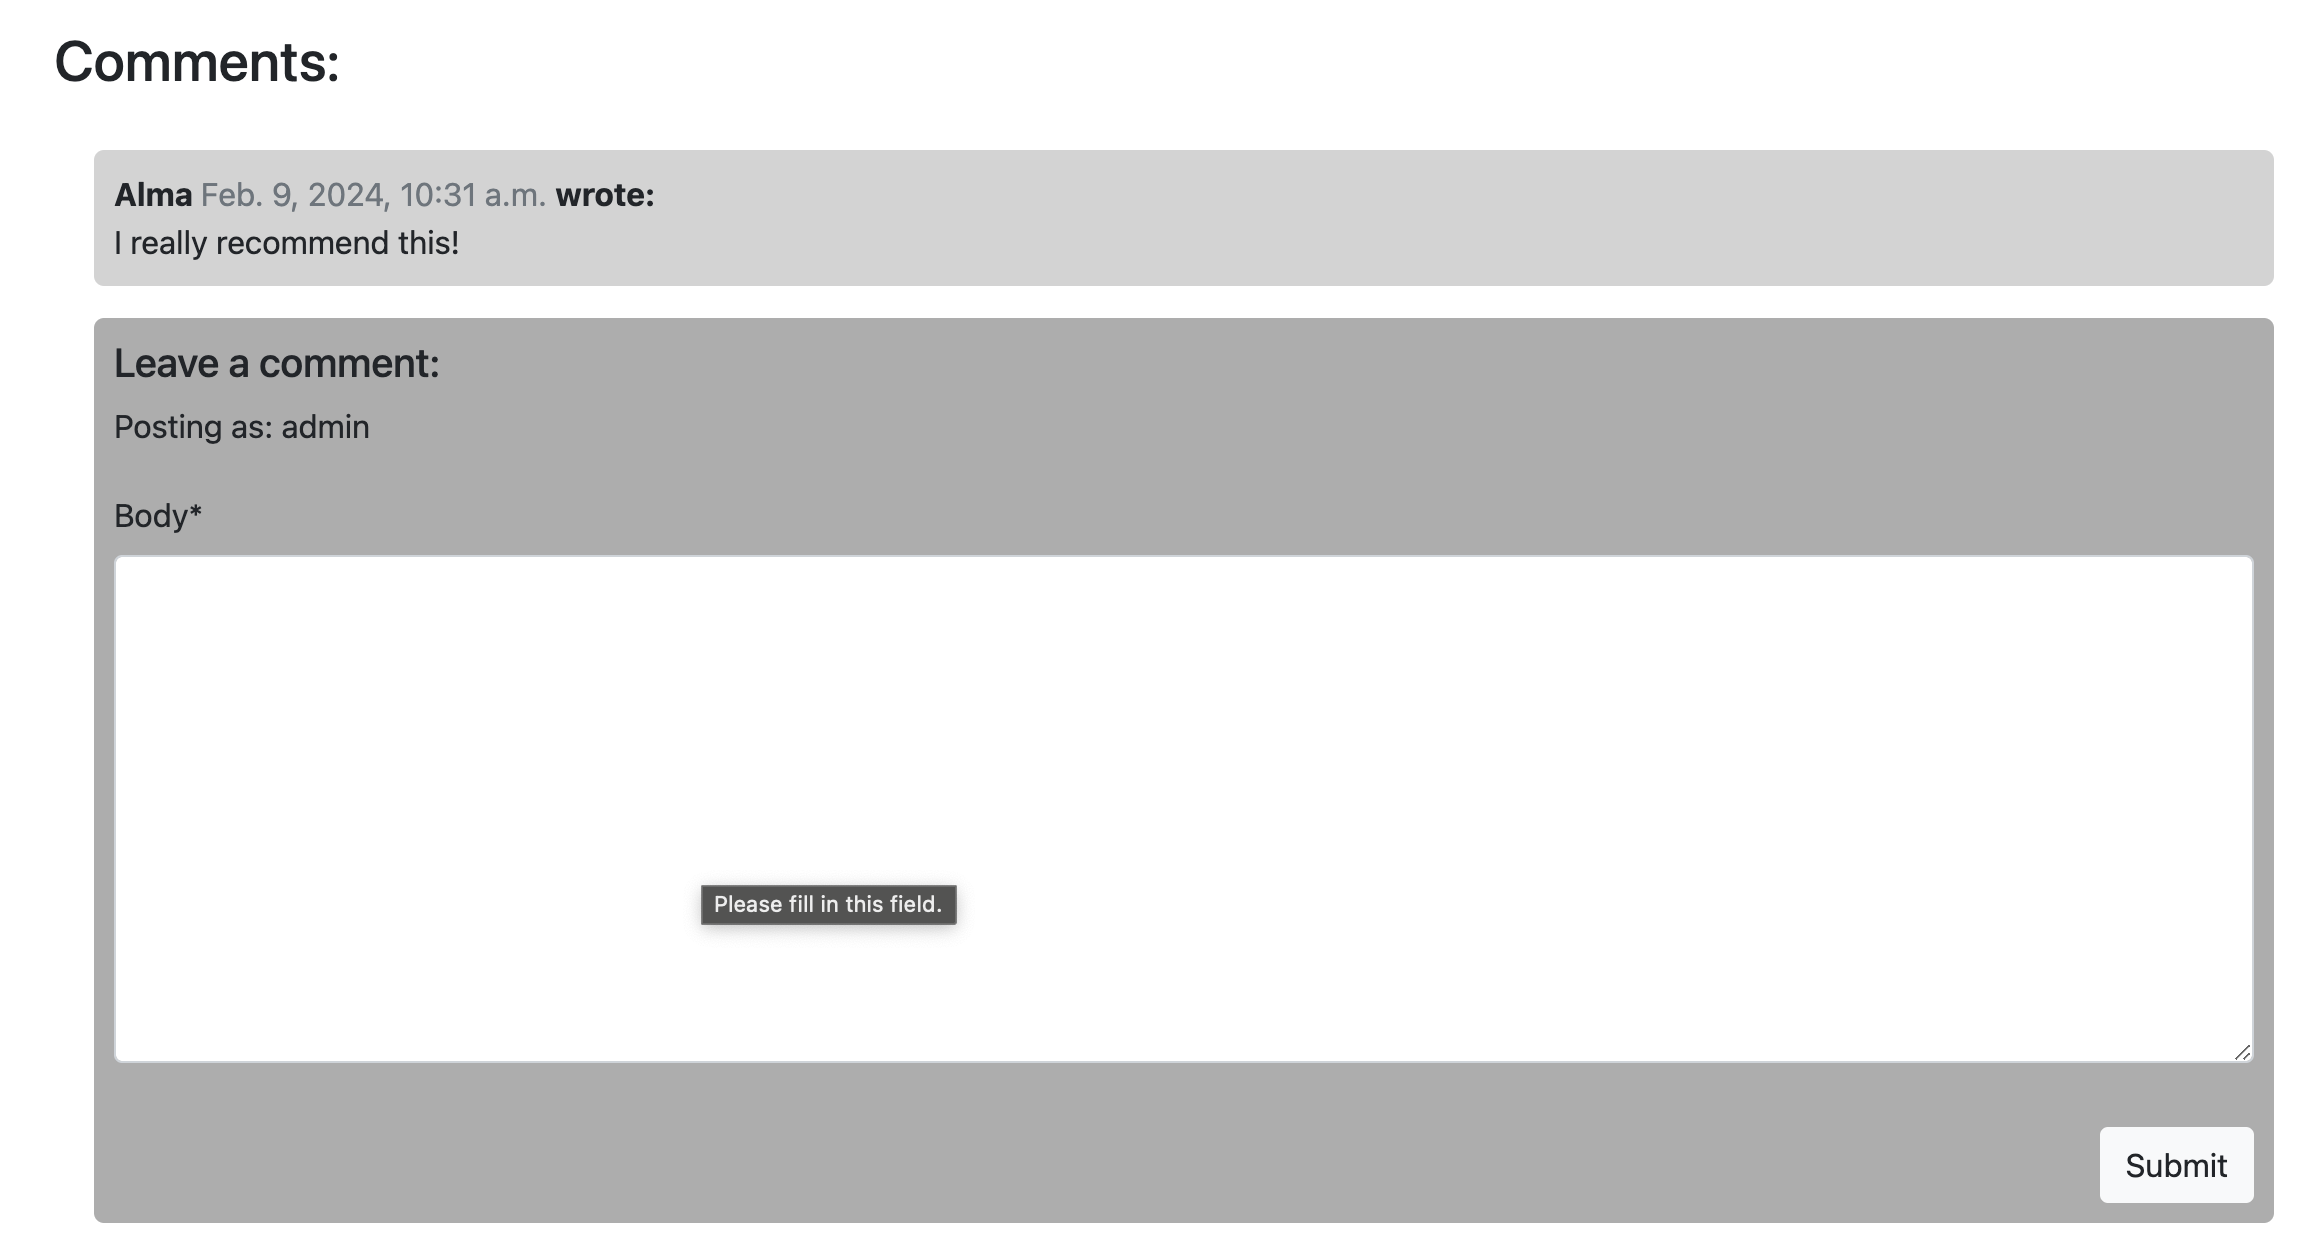 Comments:
Alma Feb. 9, 2024, 10:31 a.m. wrote:
I really recommend this!
Leave a comment:
Posting as: admin
Body*
Please fill in this field.
Submit